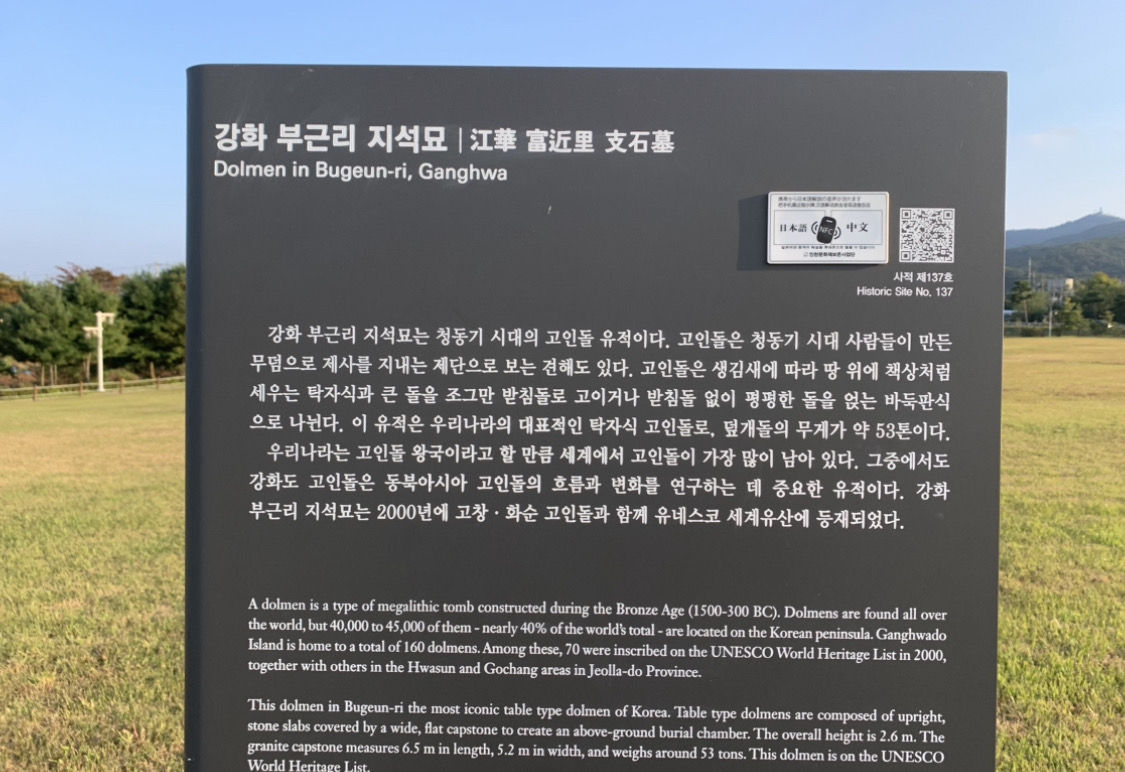 강화 부근리 지석묘 | 江華 富近里 支石墓
Dolmen in Bugeun-ri, Ganghwa
日本語 NFC 中文
사적 제137호
Historic Site No. 137
강화 부근리 지석묘는 청동기 시대의 고인돌 유적이다. 고인돌은 청동기 시대 사람들이 만든
무덤으로 제사를 지내는 제단으로 보는 견해도 있다. 고인돌은 생김새에 따라 땅 위에 책상처럼
세우는 탁자식과 큰 돌을 조그만 받침돌로 고이거나 받침돌 없이 평평한 돌을 얹는 바둑판식
으로 나뉜다. 이 유적은 우리나라의 대표적인 탁자식 고인돌로, 덮개돌의 무게가 약 53톤이다.
우리나라는 고인돌 왕국이라고 할 만큼 세계에서 고인돌이 가장 많이 남아 있다. 그중에서도
강화도 고인돌은 동북아시아 고인돌의 흐름과 변화를 연구하는 데 중요한 유적이다. 강화
부근리 지석묘는 2000년에 고창 · 화순 고인돌과 함께 유네스코 세계유산에 등재되었다.
A dolmen is a type of megalithic tomb constructed during the Bronze Age (1500-300 BC). Dolmens are found all over
the world, but 40,000 to 45,000 of them - nearly 40% of the world's total - are located on the Korean peninsula. Ganghwado
Island is home to a total of 160 dolmens. Among these, 70 were inscribed on the UNESCO World Heritage List in 2000,
together with others in the Hwasun and Gochang areas in Jeolla-do Province.
This dolmen in Bugeun-ri the most iconic table type dolmen of Korea. Table type dolmens are composed of upright,
stone slabs covered by a wide, flat capstone to create an above-ground burial chamber. The overall height is 2.6 m. The
granite capstone measures 6.5 m in length, 5.2 m in width, and weighs around 53 tons. This dolmen is on the UNESCO
World Heritage List.